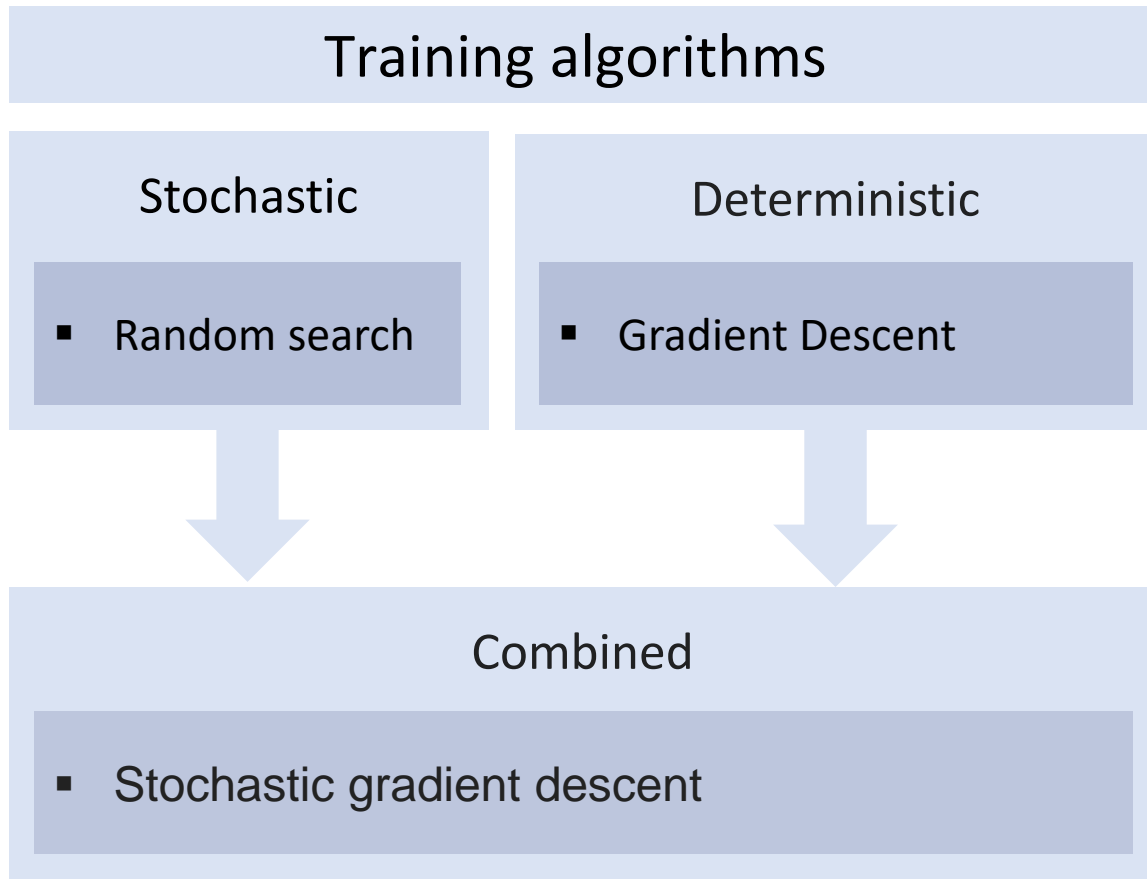 Training algorithms
Stochastic
▪ Random search
Deterministic
▪ Gradient Descent
Combined
▪ Stochastic gradient descent